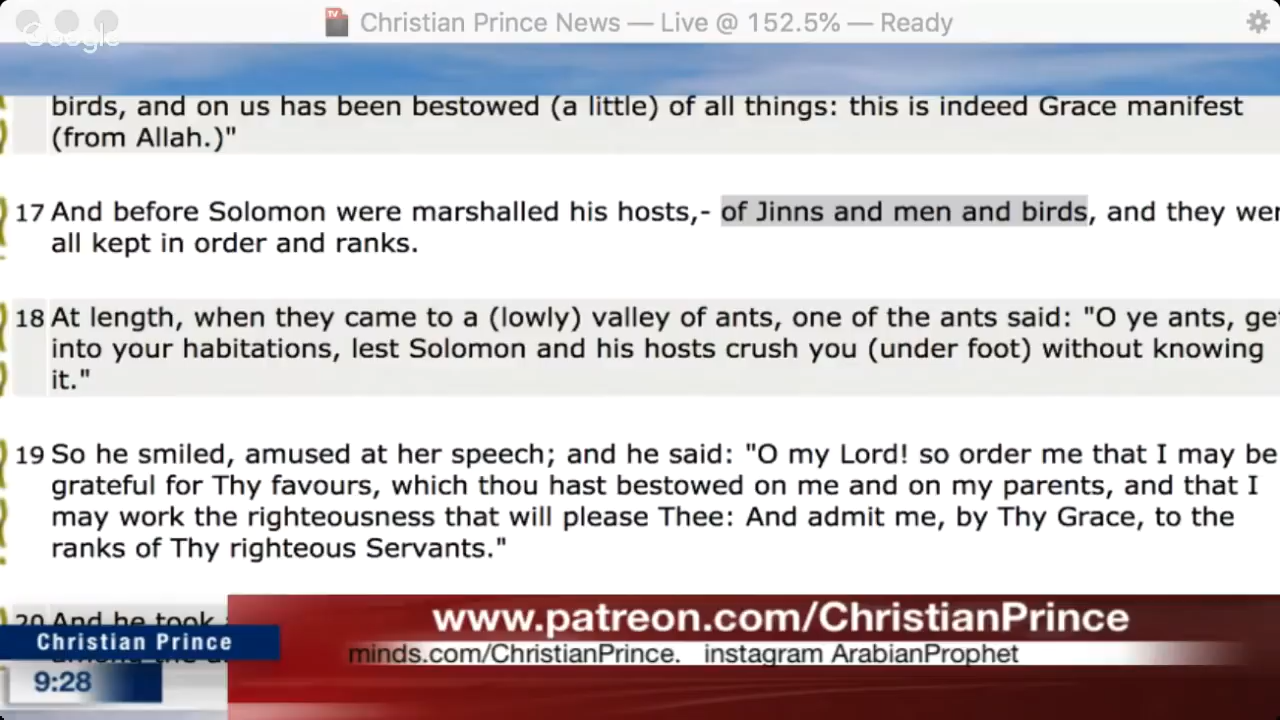 Christian Prince News — Live @ 152.5% — Ready
Google
birds, and on us has been bestowed (a little) of all things: this is indeed Grace manifest
(from Allah.)"
17 And before Solomon were marshalled his hosts,- of Jinns and men and birds, and they wer
all kept in order and ranks.
18 At length, when they came to a (lowly) valley of ants, one of the ants said: "O ye ants, get
into your habitations, lest Solomon and his hosts crush you (under foot) without knowing
it."
19 So he smiled, amused at her speech; and he said: "O my Lord! so order me that I may be
grateful for Thy favours, which thou hast bestowed on me and on my parents, and that I
may work the righteousness that will please Thee: And admit me, by Thy Grace, to the
ranks of Thy righteous Servants."
20 And he took
www.patreon.com/ChristianPrince
Christian Prince
minds.com/ChristianPrince. instagram ArabianProphet
9:28